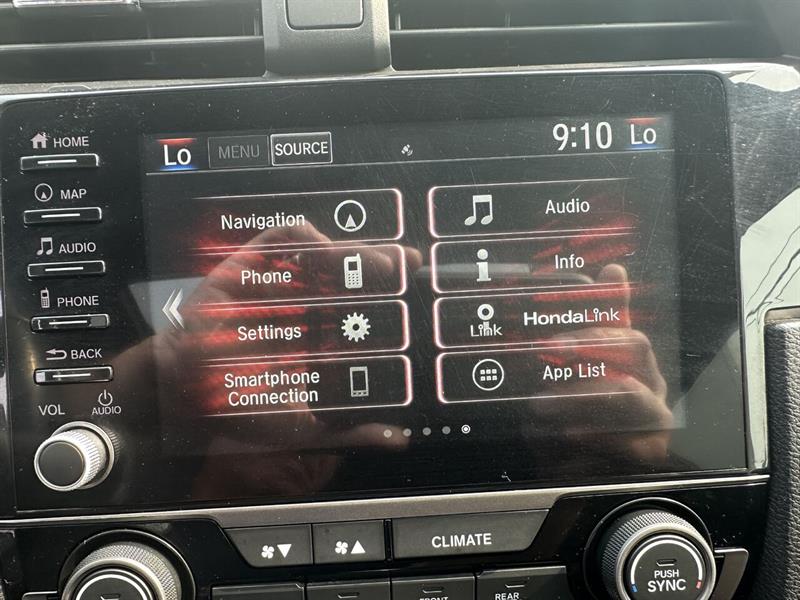 HOME
MAP
AUDIO
PHONE
BACK
VOL
AUDIO
Lo
MENU
SOURCE
9:10
Lo
Navigation
Audio
Phone
Info
Settings
Link
HondaLink
Smartphone
Connection
App List
CLIMATE
PUSH
SYNC
FRONT
REAR